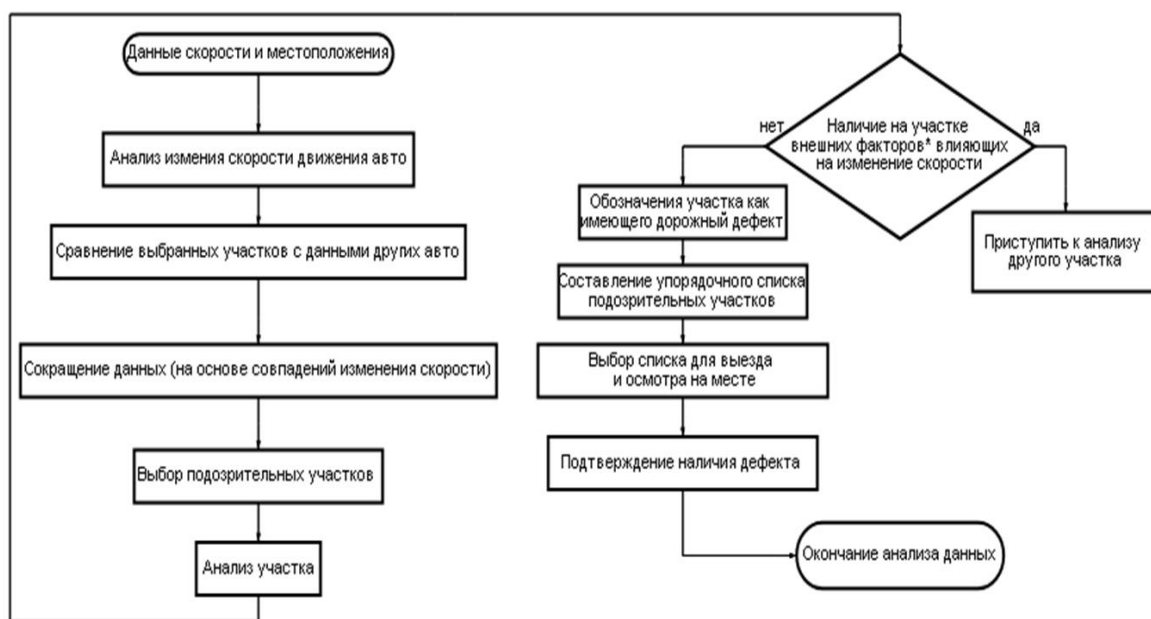 Данные скорости и местоположения
Анализ измения скорости движения авто
Сравнение выбранных участков с данными других авто
Сокращение данных (на основе совпадений изменения скорости)
Выбор подозрительных участков
Анализ участка
нет
Наличие на участке
внешних факторов* влияющих
на изменение скорости
да
Обозначения участка как
имеющего дорожный дефект
Приступить к анализу
другого участка
Составление упорядочного списка
подозрительных участков
Выбор списка для выезда
и осмотра на месте
Подтверждение наличия дефекта
Окончание анализа данных